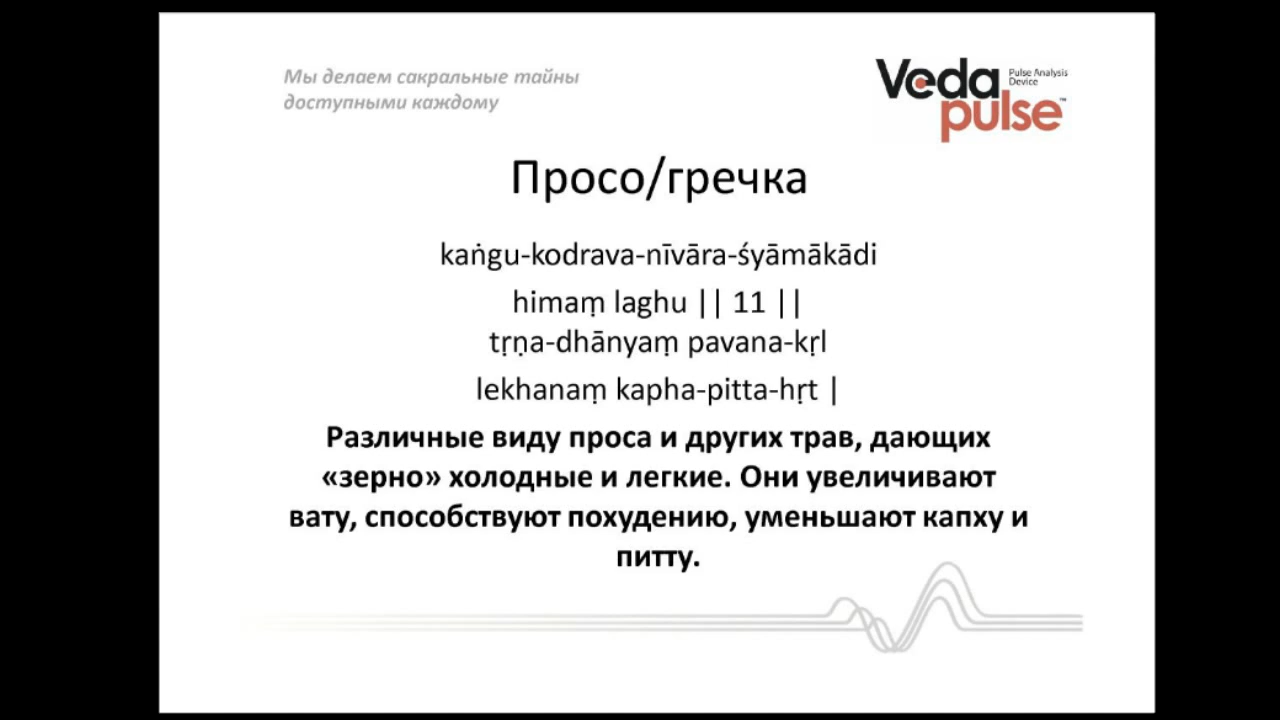 Мы делаем сакральные тайны
доступными каждому
Veda
Pulse Analysis
Device
pulse™
Просо/гречка
kaṅgu-kodrava-nīvāra-śyāmākādi
himaṃ laghu || 11 ||
tṛṇa-dhānyaṃ pavana-kṛl
lekhanaṃ kapha-pitta-hṛt |
Различные виду проса и других трав, дающих
«зерно» холодные и легкие. Они увеличивают
вату, способствуют похудению, уменьшают капху и
питту.